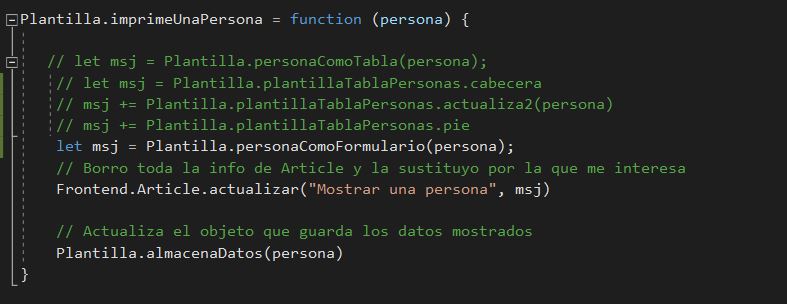 Plantilla.imprimeUnaPersona = function (persona) {
// let msj = Plantilla.personaComoTabla(persona);
// let msj = Plantilla.plantillaTablaPersonas.cabecera
// msj += Plantilla.plantillaTablaPersonas.actualiza2(persona)
// msj += Plantilla.plantillaTablaPersonas.pie
let msj = Plantilla.personaComoFormulario(persona);
// Borro toda la info de Article y la sustituyo por la que me interesa
Frontend.Article.actualizar("Mostrar una persona", msj)
// Actualiza el objeto que guarda los datos mostrados
Plantilla.almacenaDatos(persona)
}